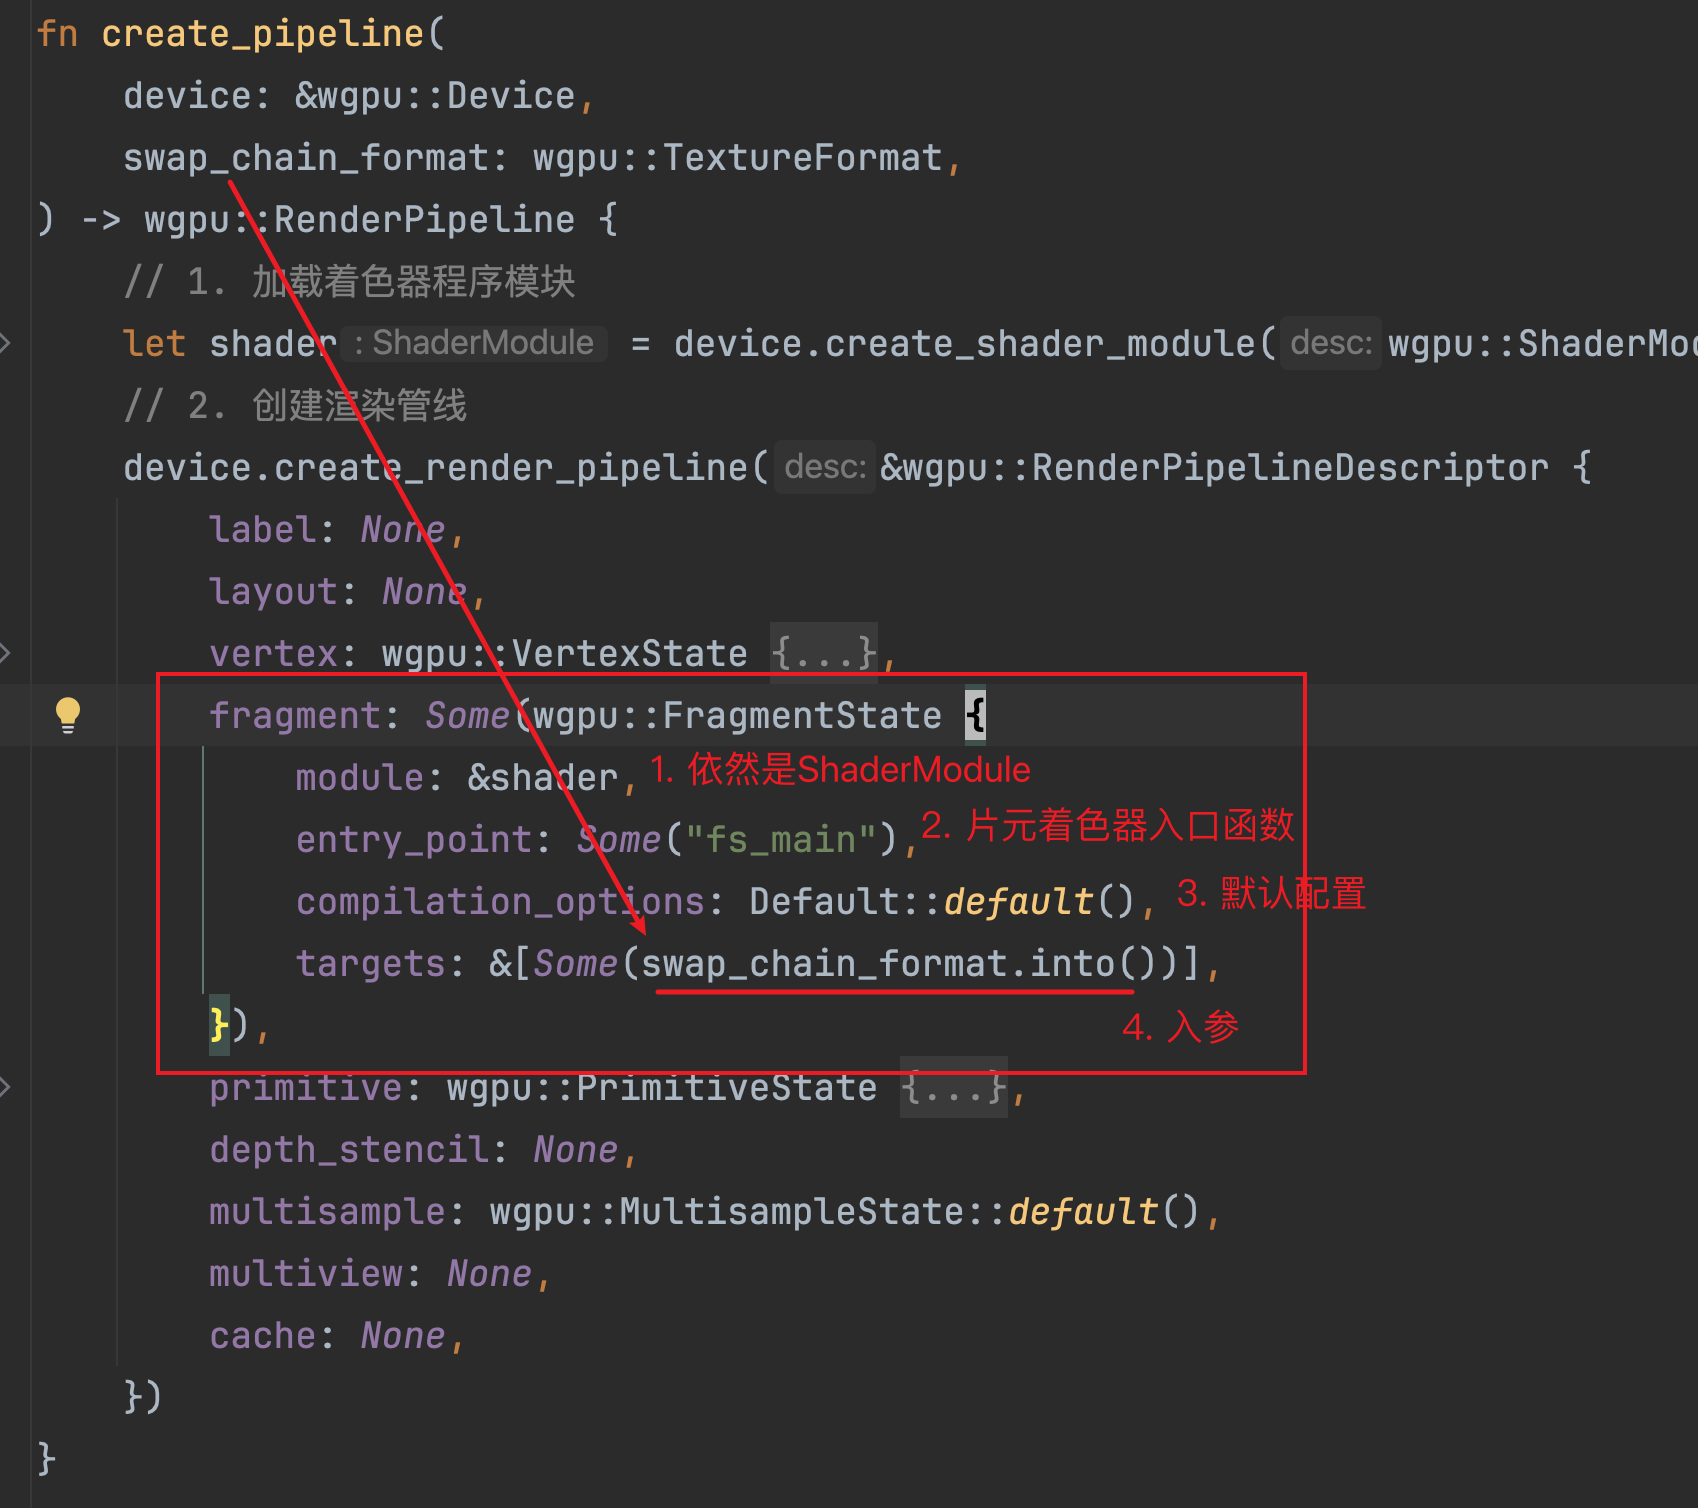 fn create_pipeline(
device: &wgpu::Device,
swap_chain_format: wgpu::TextureFormat,
) -> wgpu::RenderPipeline {
// 1. 加载着色器程序模块
let shader : ShaderModule = device.create_shader_module( desc: wgpu::ShaderMod
// 2. 创建渲染管线
device.create_render_pipeline( desc: &wgpu::RenderPipelineDescriptor {
label: None,
layout: None,
vertex: wgpu::VertexState {...},
fragment: Some(wgpu::FragmentState {
module: &shader, 1. 依然是ShaderModule
entry_point: Some("fs_main"), 2. 片元着色器入口函数
compilation_options: Default::default(), 3. 默认配置
targets: &[Some(swap_chain_format.into())],
}), 4. 入参
primitive: wgpu::PrimitiveState {...},
depth_stencil: None,
multisample: wgpu::MultisampleState::default(),
multiview: None,
cache: None,
})
}